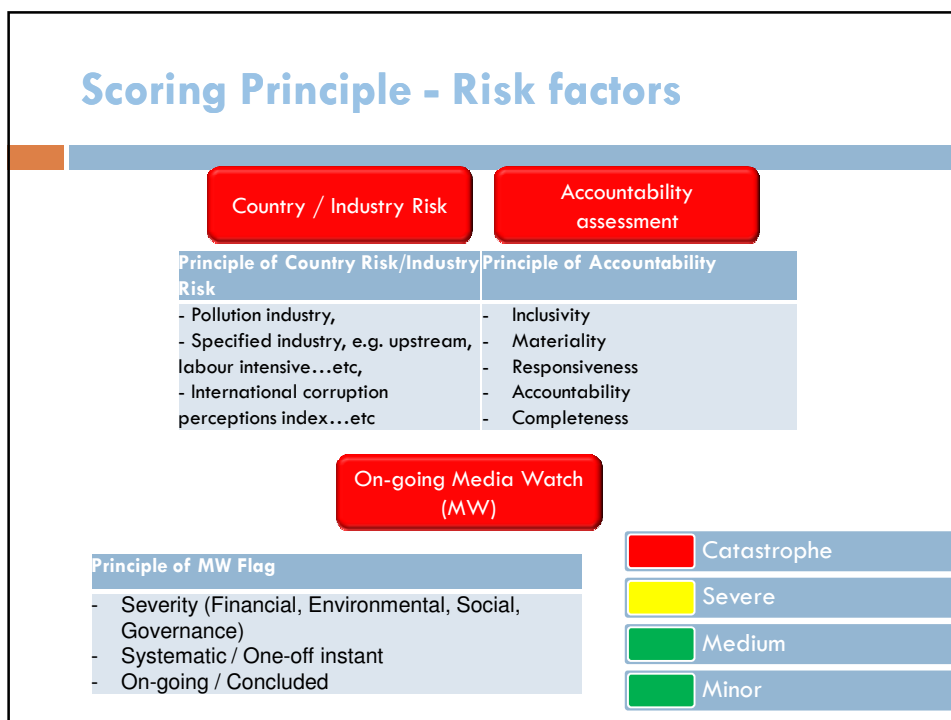 Scoring Principle - Risk factors
Country / Industry Risk
Accountability
assessment
Principle of Country Risk/Industry
Risk
Principle of Accountability
- Pollution industry,
- Specified industry, e.g. upstream,
labour intensive...etc,
- International corruption
perceptions index...etc
- Inclusivity
- Materiality
- Responsiveness
- Accountability
- Completeness
On-going Media Watch
(MW)
Principle of MW Flag
- Severity (Financial, Environmental, Social,
Governance)
- Systematic / One-off instant
- On-going / Concluded
Catastrophe
Severe
Medium
Minor